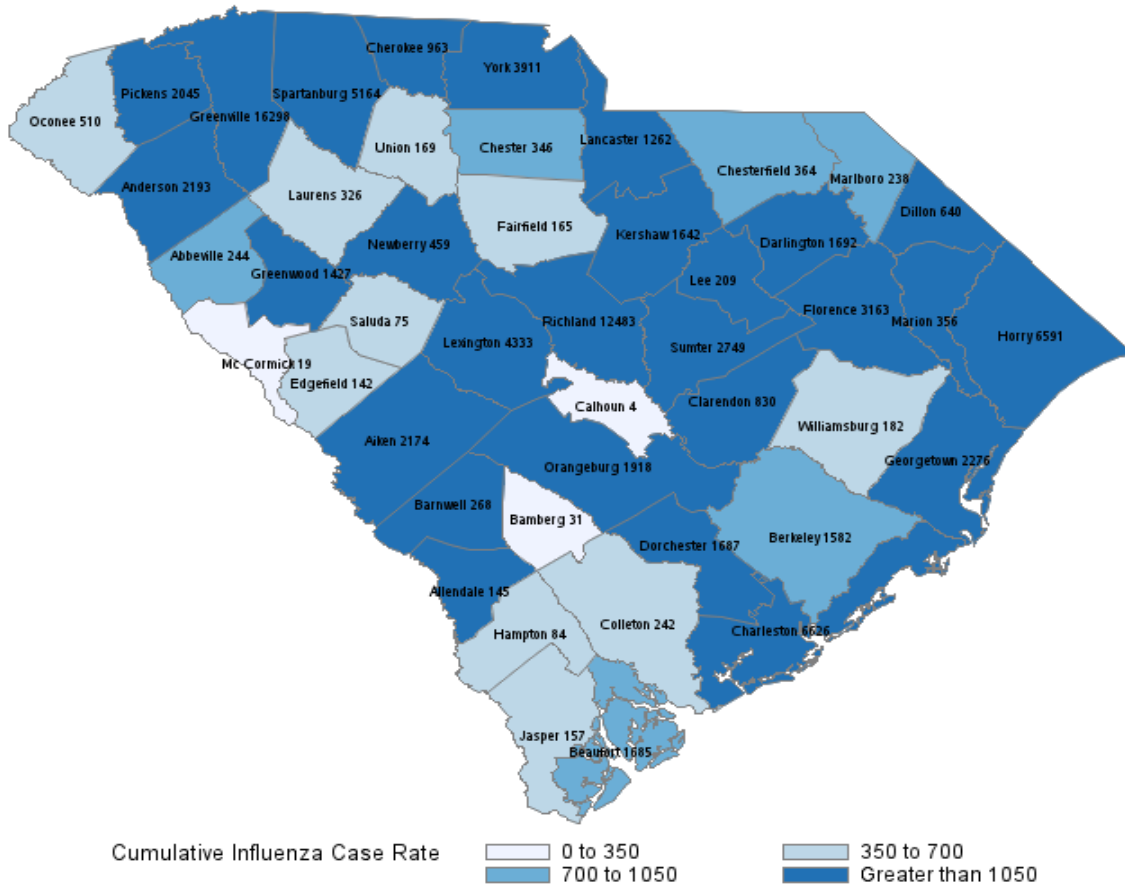 Cherokee 963
York 3911
Pickens 2045
Spartanburg 5164
Greenville 16298
Oconee 510
Union 169
Chester 346
Lancaster 1262
Chesterfield 364
Marlboro 238
Anderson 2193
Laurens 326
Fairfield 165
Dillon 640
Kershaw 1642
Darlington 1692
Newberry 459
Abbeville 244
Greenwood 1427
Lee 209
Florence 3163
Marion 356
Saluda 75
Richland 12483
Lexington 4333
Sumter 2749
Horry 6591
Mc Cormick 19
Edgefield 142
Calhoun 4
Clarendon 830
Williamsburg 182
Aiken 2174
Orangeburg 1918
Georgetown 2276
Barnwell 268
Bamberg 31
Berkeley 1582
Dorchester 1687
Allendale 145
Hampton 84
Colleton 242
Charleston 6626
Jasper 157
Beaufort 1685
Cumulative Influenza Case Rate
0 to 350
350 to 700
700 to 1050
Greater than 1050